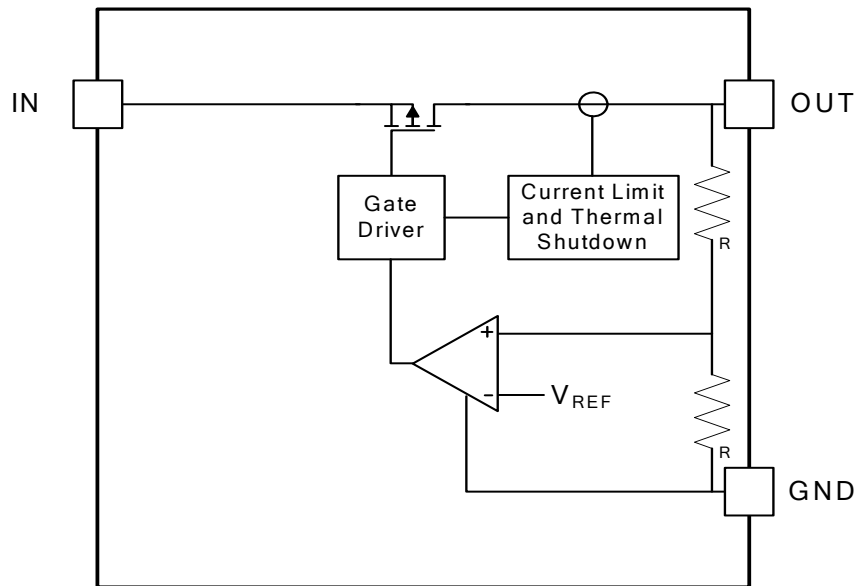 IN
OUT
Gate
Driver
Current Limit
and Thermal
Shutdown
R
+
−
VREF
R
GND